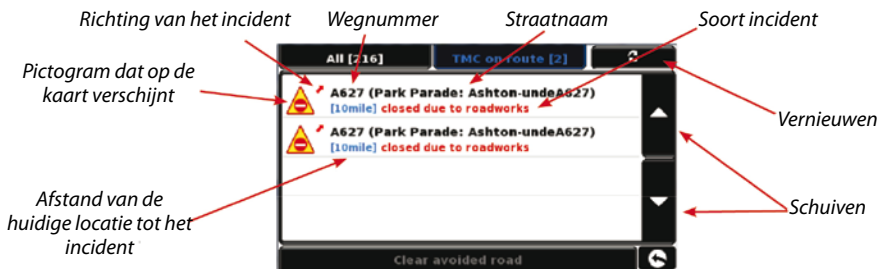 Richting van het incident
Wegnummer
Straatnaam
Soort incident
All [216]
TMC on route [2]
Pictogram dat op de
kaart verschijnt
A627 (Park Parade: Ashton-undeA627)
[10mile] closed due to roadworks
A627 (Park Parade: Ashton-undeA627)
[10mile] closed due to roadworks
Vernieuwen
Afstand van de
huidige locatie tot het
incident
Schuiven
Clear avoided road